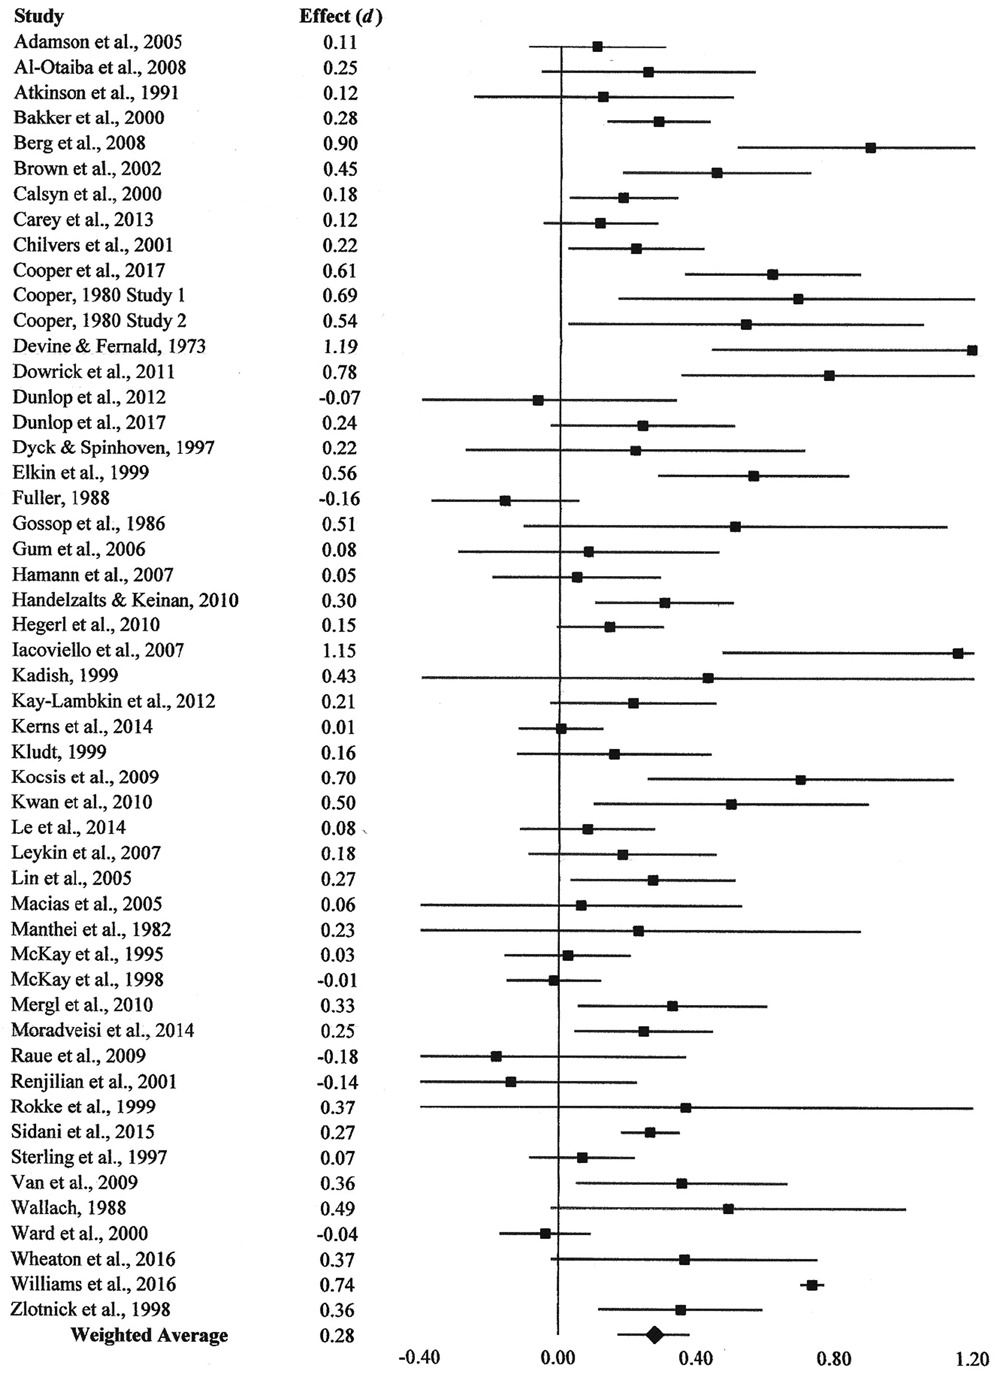 Study Effect (d)
Adamson et al., 2005 0.11
Al-Otaiba et al., 2008 0.25
Atkinson et al., 1991 0.12
Bakker et al., 2000 0.28
Berg et al., 2008 0.90
Brown et al., 2002 0.45
Calsyn et al., 2000 0.18
Carey et al., 2013 0.12
Chilvers et al., 2001 0.22
Cooper et al., 2017 0.61
Cooper, 1980 Study 1 0.69
Cooper, 1980 Study 2 0.54
Devine & Fernald, 1973 1.19
Dowrick et al., 2011 0.78
Dunlop et al., 2012 -0.07
Dunlop et al., 2017 0.24
Dyck & Spinhoven, 1997 0.22
Elkin et al., 1999 0.56
Fuller, 1988 -0.16
Gossop et al., 1986 0.51
Gum et al., 2006 0.08
Hamann et al., 2007 0.05
Handelzalts & Keinan, 2010 0.30
Hegerl et al., 2010 0.15
Iacoviello et al., 2007 1.15
Kadish, 1999 0.43
Kay-Lambkin et al., 2012 0.21
Kerns et al., 2014 0.01
Kludt, 1999 0.16
Kocsis et al., 2009 0.70
Kwan et al., 2010 0.50
Le et al., 2014 0.08
Leykin et al., 2007 0.18
Lin et al., 2005 0.27
Macias et al., 2005 0.06
Manthei et al., 1982 0.23
McKay et al., 1995 0.03
McKay et al., 1998 -0.01
Mergl et al., 2010 0.33
Moradveisi et al., 2014 0.25
Raue et al., 2009 -0.18
Renjilian et al., 2001 -0.14
Rokke et al., 1999 0.37
Sidani et al., 2015 0.27
Sterling et al., 1997 0.07
Van et al., 2009 0.36
Wallach, 1988 0.49
Ward et al., 2000 -0.04
Wheaton et al., 2016 0.37
Williams et al., 2016 0.74
Zlotnick et al., 1998 0.36
Weighted Average 0.28
-0.40 0.00 0.40 0.80 1.20